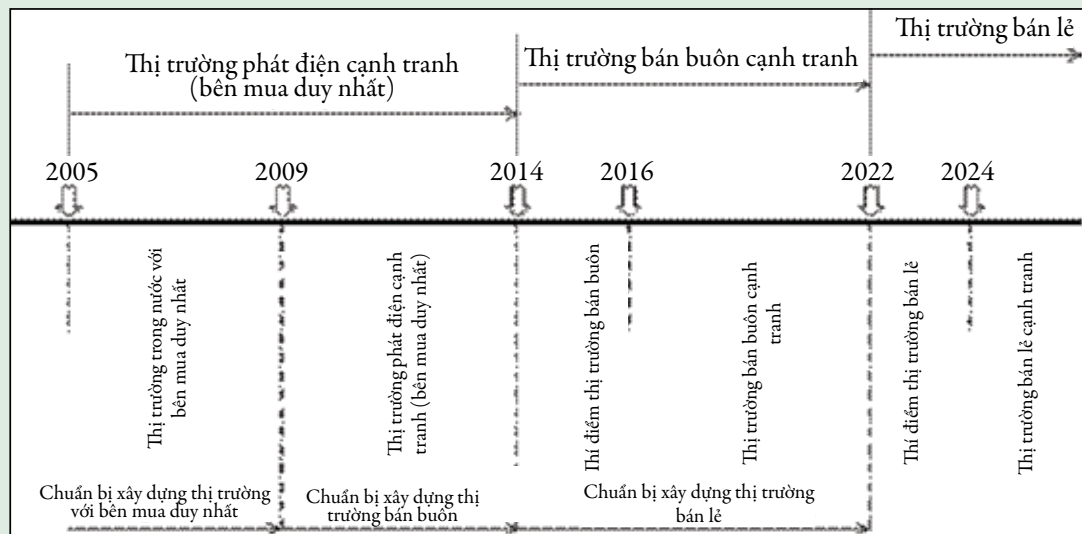 Thị trường phát điện cạnh tranh
(bên mua duy nhất)
Thị trường bán buôn cạnh tranh
Thị trường bán lẻ
2005
2009
2014
2016
2022
2024
Thị trường trong nước với
bên mua duy nhất
Thị trường phát điện cạnh
tranh (bên mua duy nhất)
Thí điểm thị trường bán buôn
Thị trường bán buôn cạnh
tranh
Thí điểm thị trường bán lẻ
Thị trường bán lẻ cạnh tranh
Chuẩn bị xây dựng thị trường
với bên mua duy nhất
Chuẩn bị xây dựng thị
trường bán buôn
Chuẩn bị xây dựng thị trường
bán lẻ